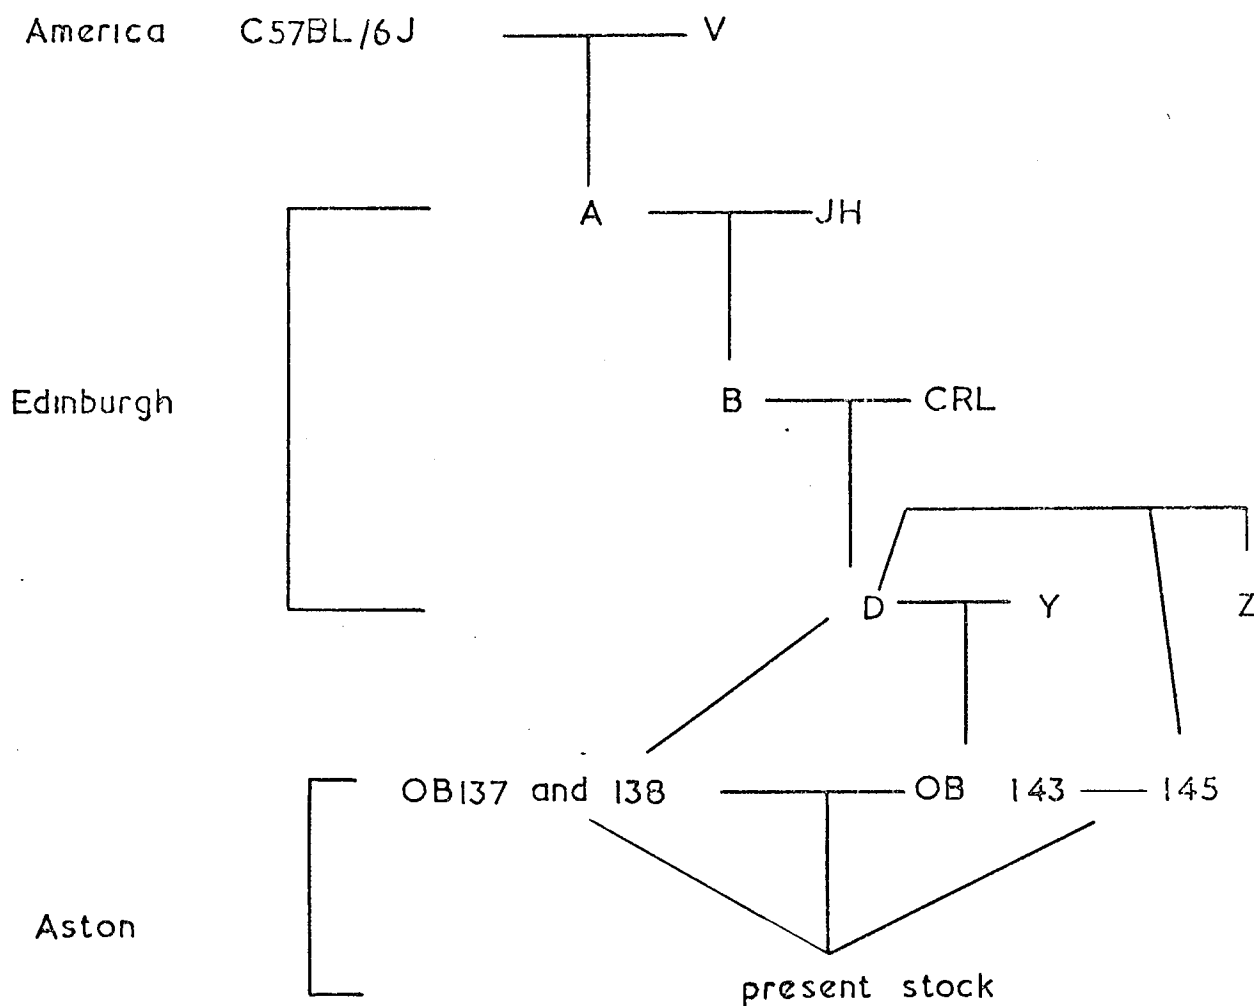 America C57BL/6J V
A JH
Edinburgh
B CRL
D Y Z
OB137 and 138 OB 143 145
Aston
present stock